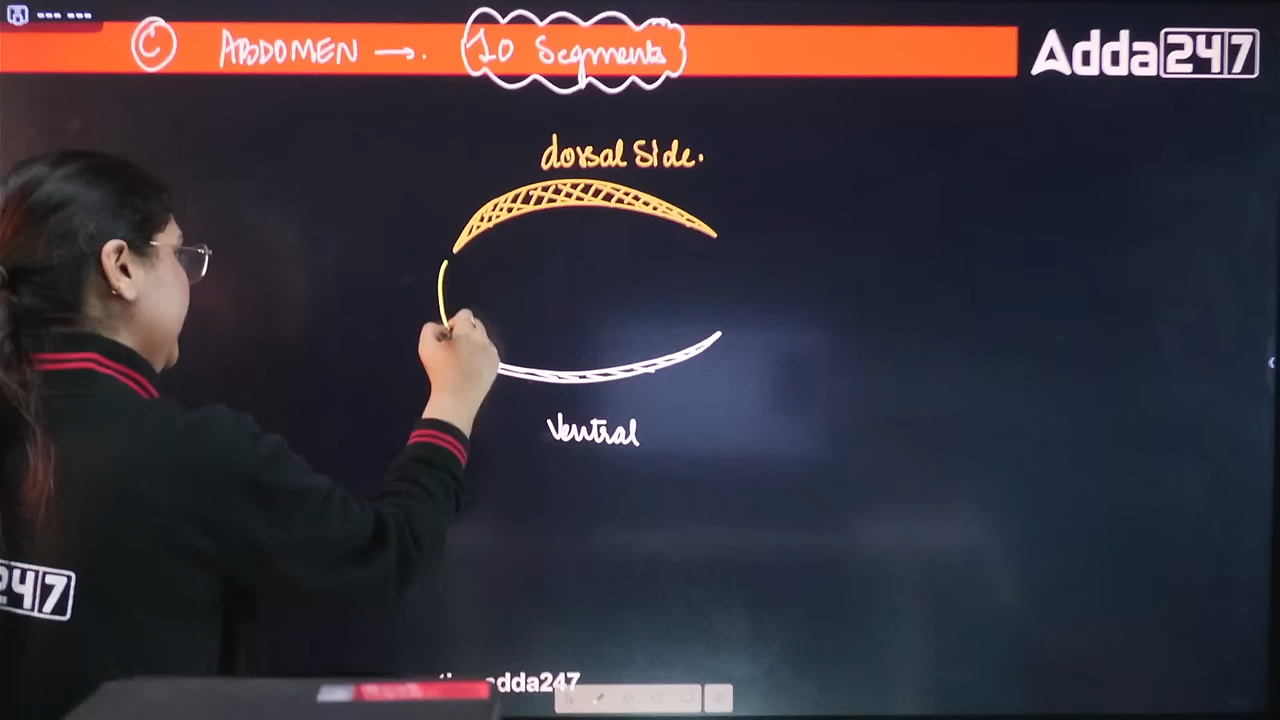 © ABDOMEN → . 10 Segments
Adda247
dorsal Side.
Ventral
247
adda247